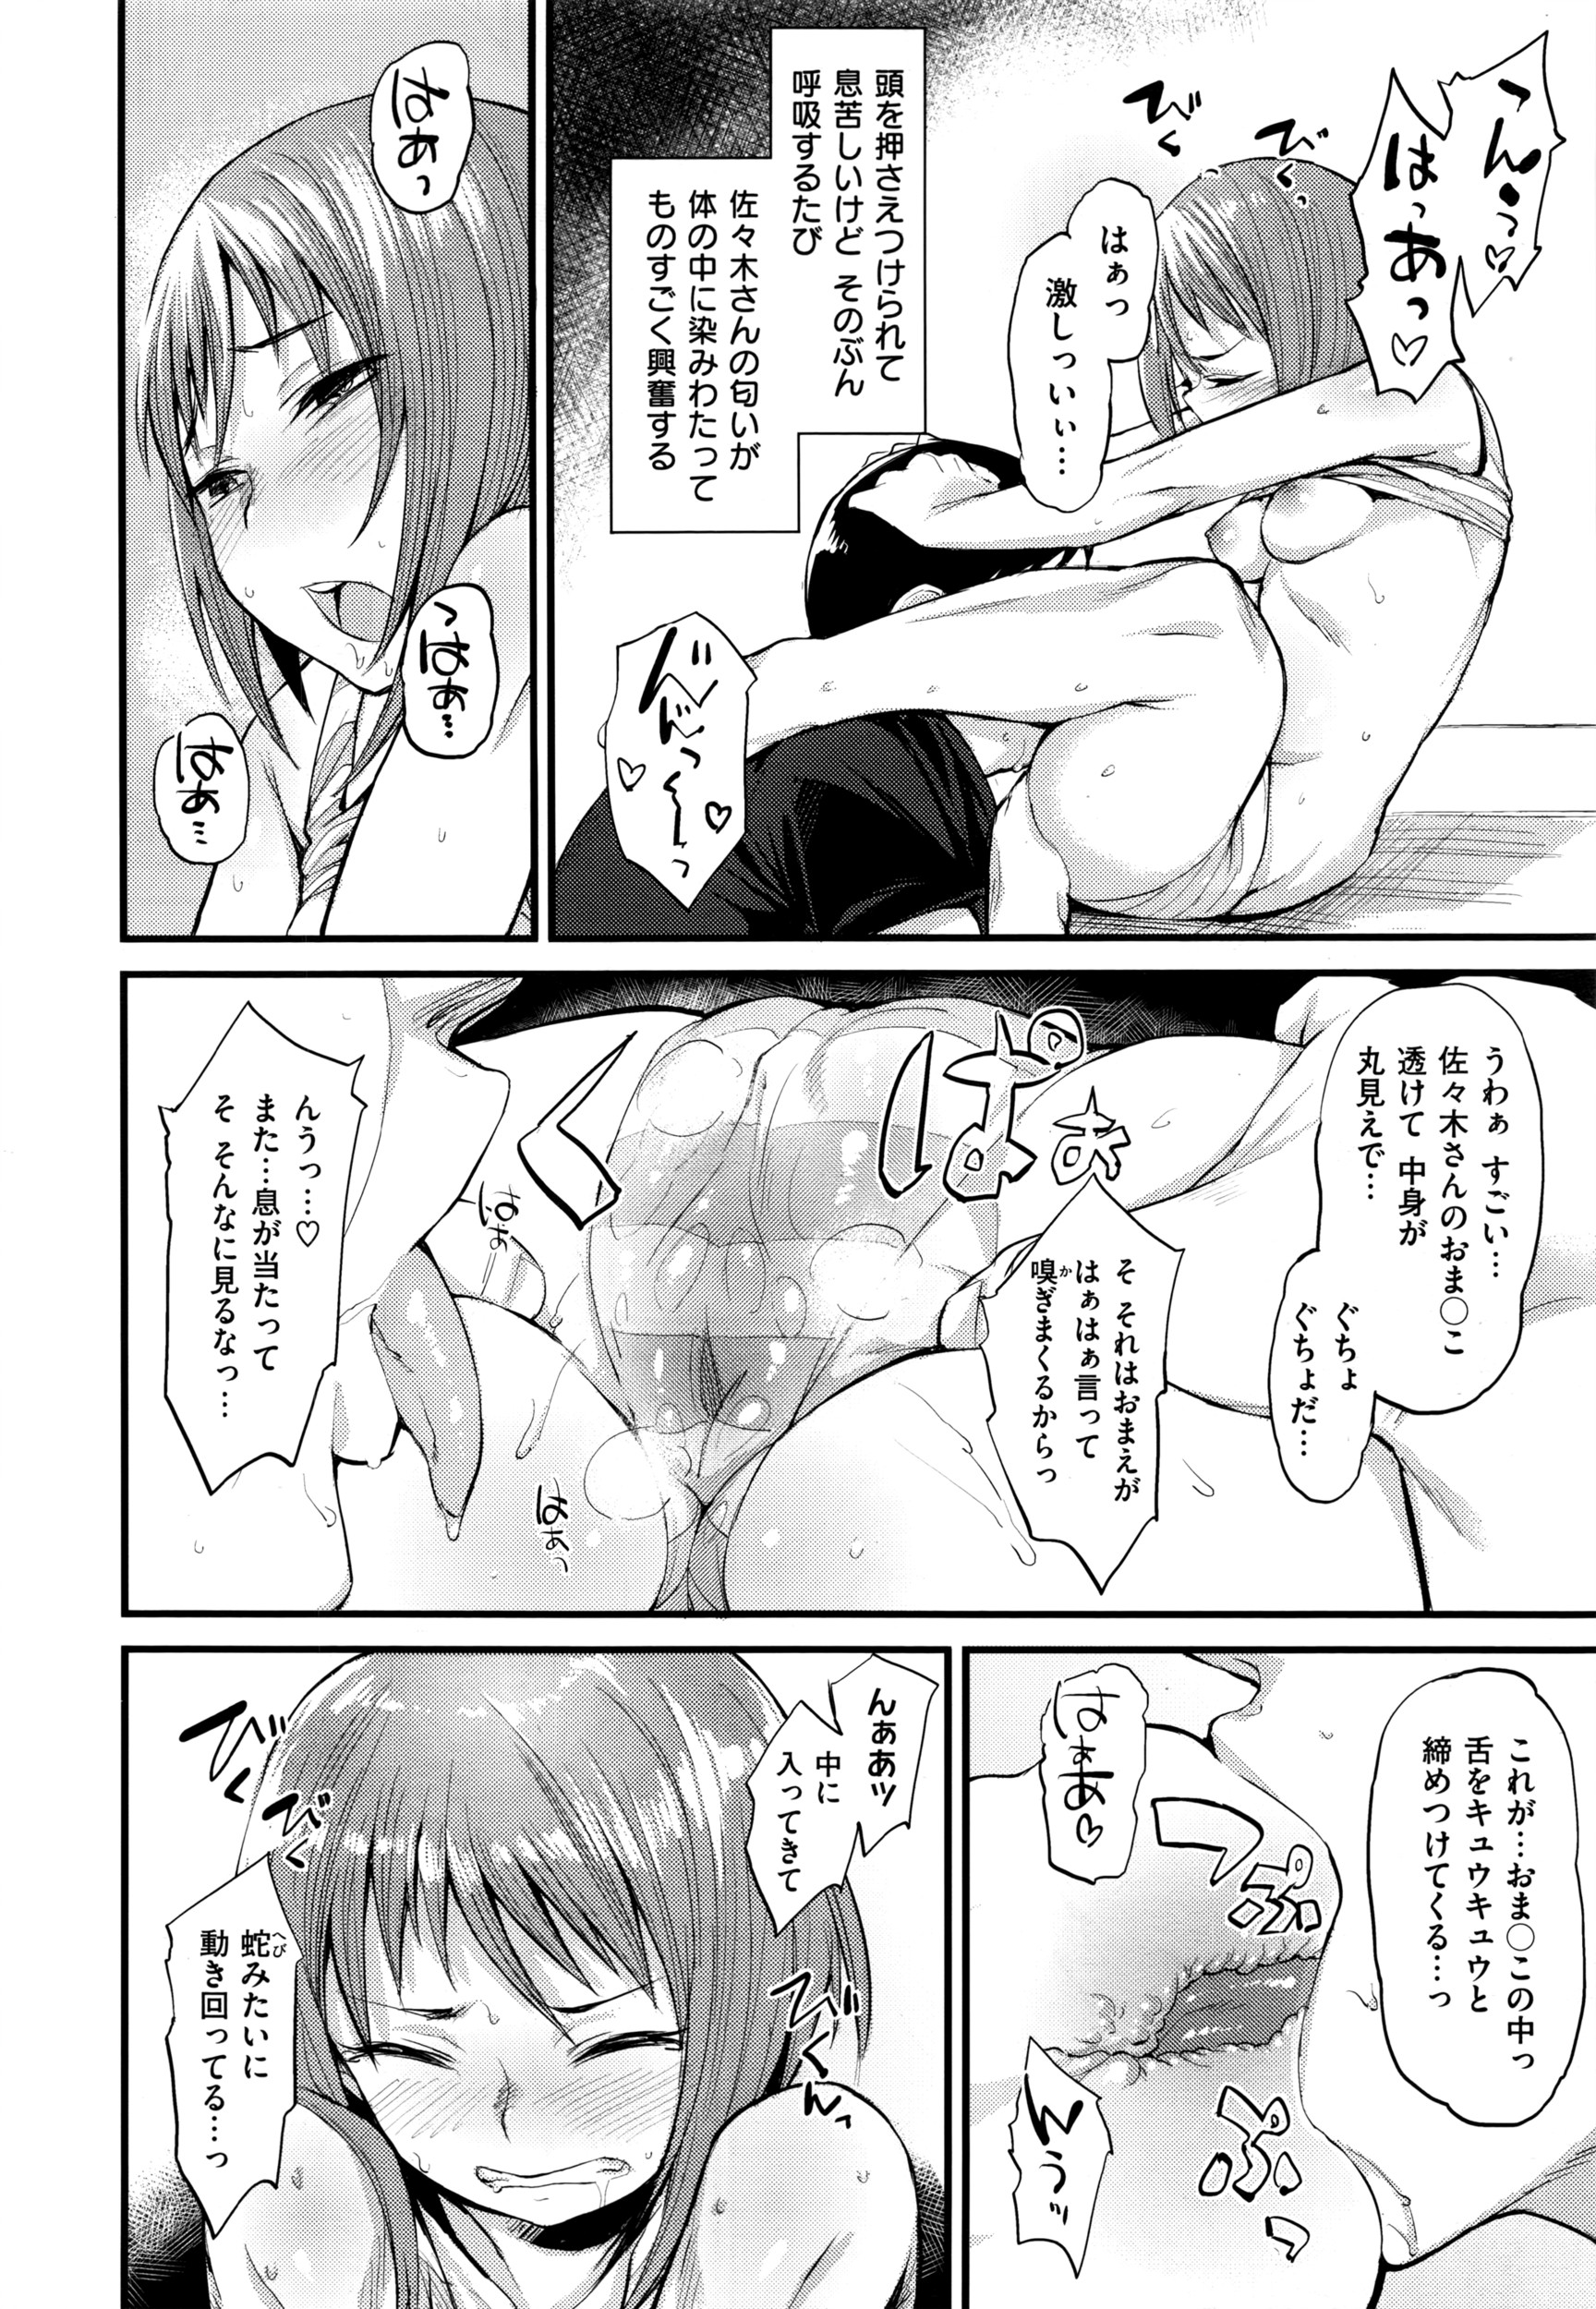 こんっ♡
はっあっ♡
びく
びく
はぁっ
激しっいぃぃ…
頭を押さえつけられて
息苦しいけど そのぶん
呼吸するたび
佐々木さんの匂いが
体の中に染みわたって
ものすごく興奮する
はあっ
っはぁ…
はぁ…
うわぁ すごい…
佐々木さんのおま◯こ
透けて 中身が
丸見えで…
ぐちょ
ぐちょだ…
ぱぁ
そ それはおまえが
はぁはぁ言って
嗅ぎまくるからっ
か
はぁ
はぁっ
んうっ…♡
また…息が当たって
そ そんなに見るなっ…
これが…おま◯この中っ
舌をキュウキュウと
締めつけてくる…っ
はぁあ♡
っぷ
ぷっ
んうッ
んぁあッ
中に
入ってきて
びく
びく
びくんっ
蛇みたいに
へび
動き回ってる…っ